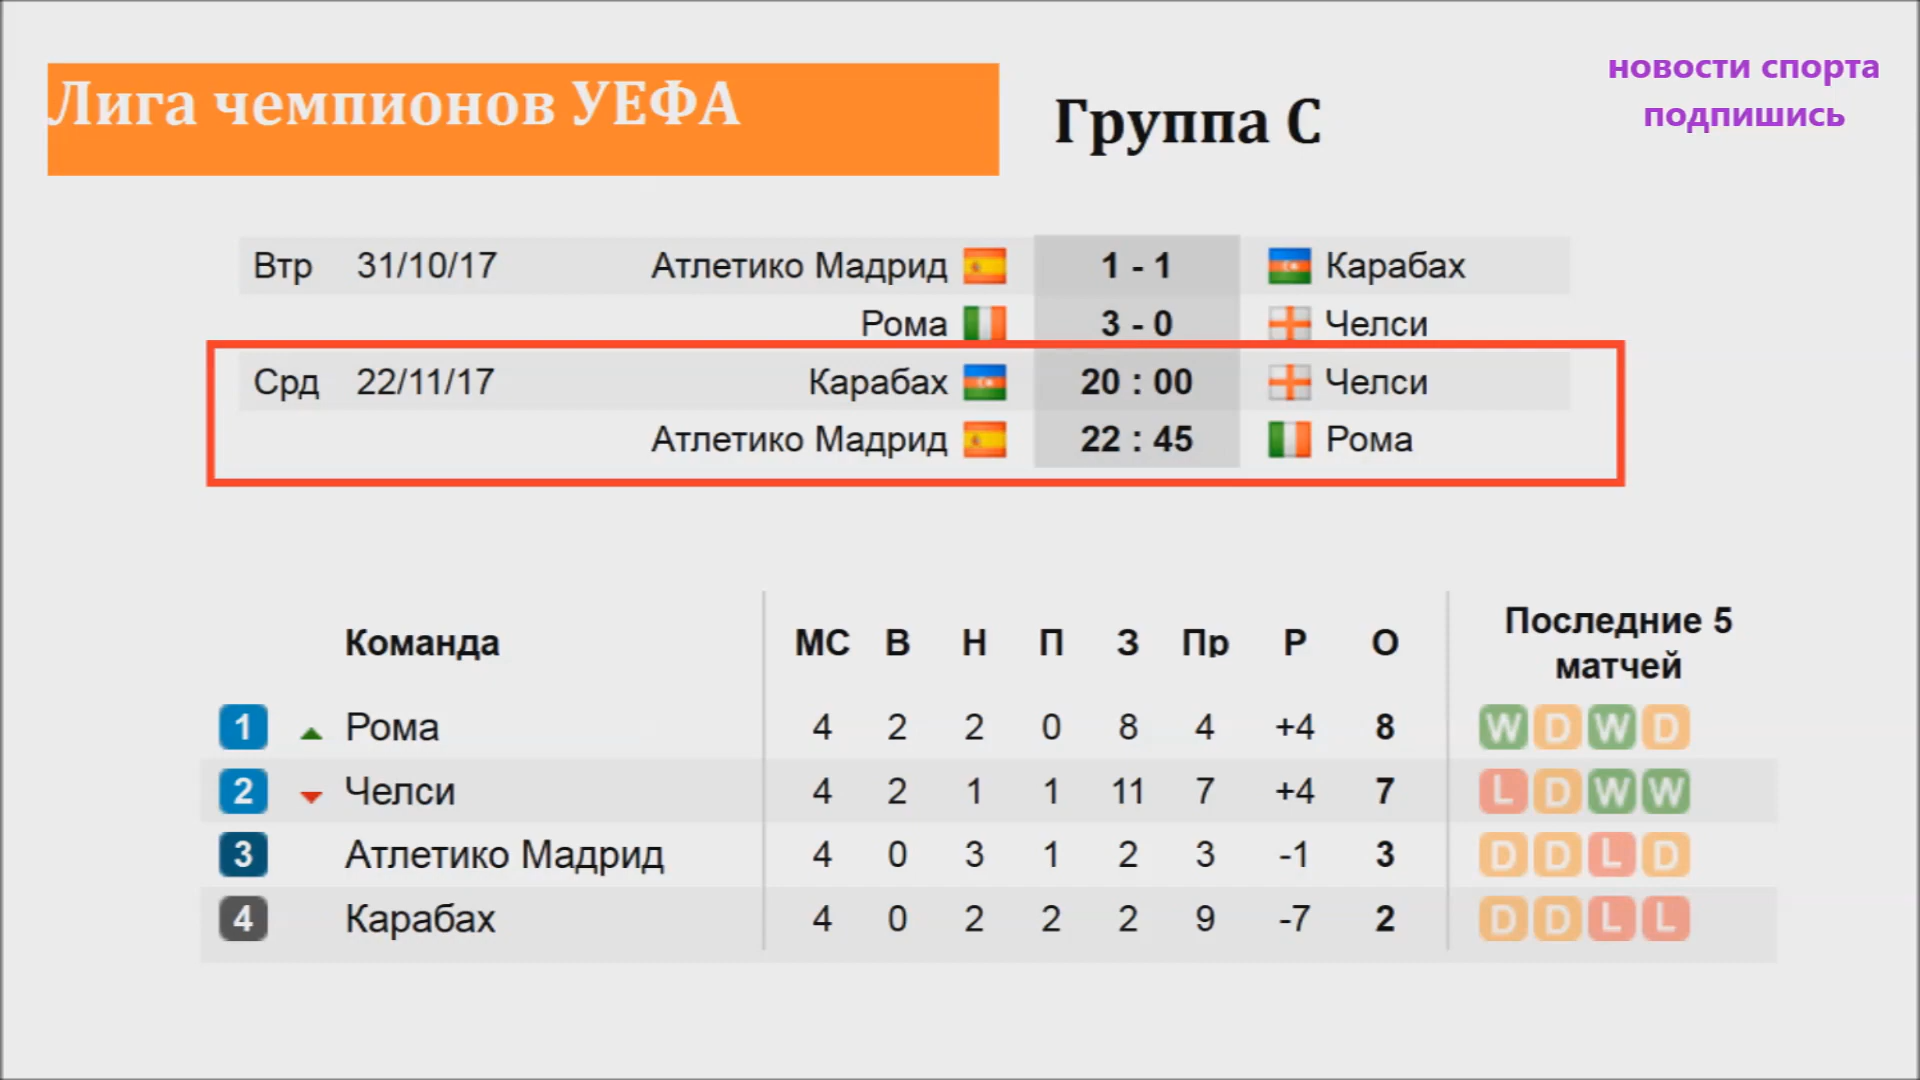 Лига чемпионов УЕФА
Группа С
новости спорта
подпишись
Втр 31/10/17 Атлетико Мадрид 1 - 1 Карабах
Рома 3 - 0 Челси
Срд 22/11/17 Карабах 20 : 00 Челси
Атлетико Мадрид 22 : 45 Рома
Команда МС В Н П З Пр Р О Последние 5
матчей
1 Рома 4 2 2 0 8 4 +4 8 W D W D
2 Челси 4 2 1 1 11 7 +4 7 L D W W
3 Атлетико Мадрид 4 0 3 1 2 3 -1 3 D D L D
4 Карабах 4 0 2 2 2 9 -7 2 D D L L